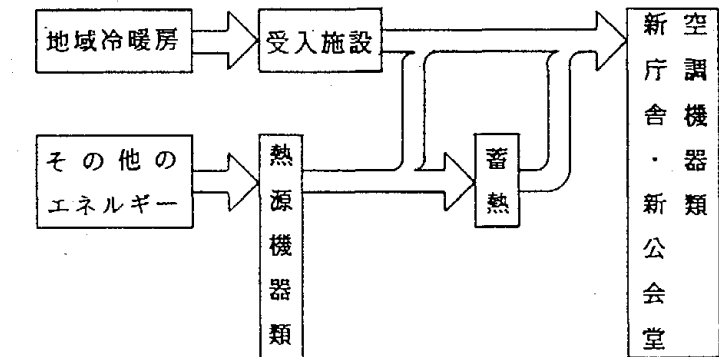 地域冷暖房
受入施設
その他の
エネルギー
熱源機器類
蓄熱
空調機器類
新庁舎・新公会堂